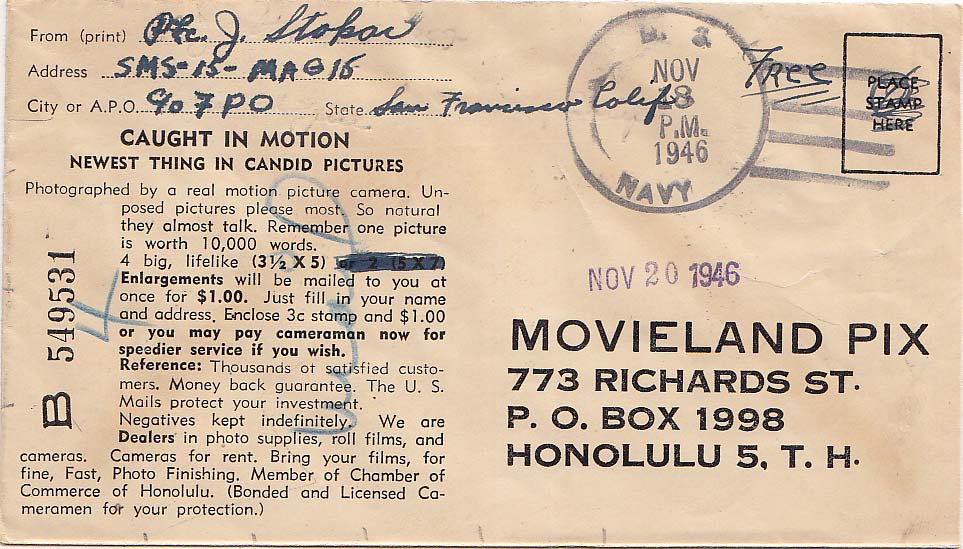 From (print) Pfc. J. Stokar
Address SMS-15-MAG 15
City or A.P.O. c/o F P O State San Francisco Calif.
CAUGHT IN MOTION
NEWEST THING IN CANDID PICTURES
Photographed by a real motion picture camera. Un-
posed pictures please most. So natural
they almost talk. Remember one picture
is worth 10,000 words.
4 big, lifelike (3½ X 5) or 2 (5 X 7)
Enlargements will be mailed to you at
once for $1.00. Just fill in your name
and address. Enclose 3c stamp and $1.00
or you may pay cameraman now for
speedier service if you wish.
Reference: Thousands of satisfied custo-
mers. Money back guarantee. The U. S.
Mails protect your investment.
Negatives kept indefinitely. We are
Dealers in photo supplies, roll films, and
cameras. Cameras for rent. Bring your films, for
fine, Fast, Photo Finishing. Member of Chamber of
Commerce of Honolulu. (Bonded and Licensed Ca-
meramen for your protection.)
B 549531
4
NOV
18
P.M.
1946
NAVY
Free
PLACE
STAMP
HERE
NOV 20 1946
MOVIELAND PIX
773 RICHARDS ST.
P. O. BOX 1998
HONOLULU 5, T. H.